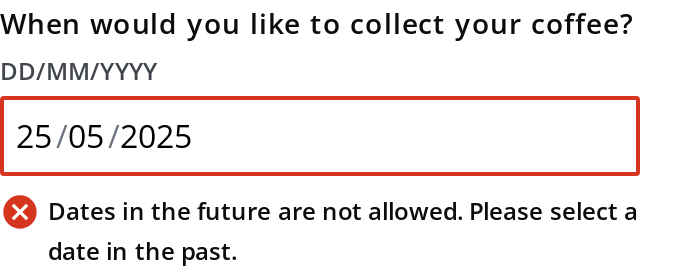 When would you like to collect your coffee?
DD/MM/YYYY
25/05/2025
Dates in the future are not allowed. Please select a
date in the past.